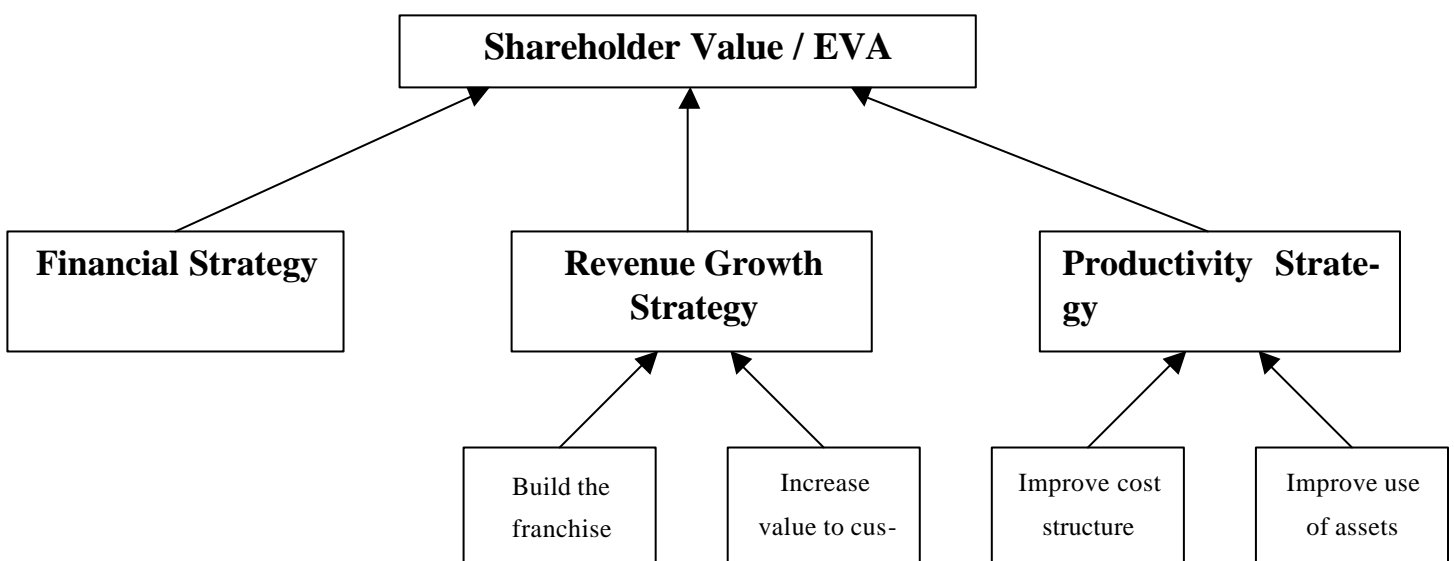 Shareholder Value / EVA
Financial Strategy
Revenue Growth
Strategy
Productivity Strate-
gy
Build the
franchise
Increase
value to cus-
Improve cost
structure
Improve use
of assets